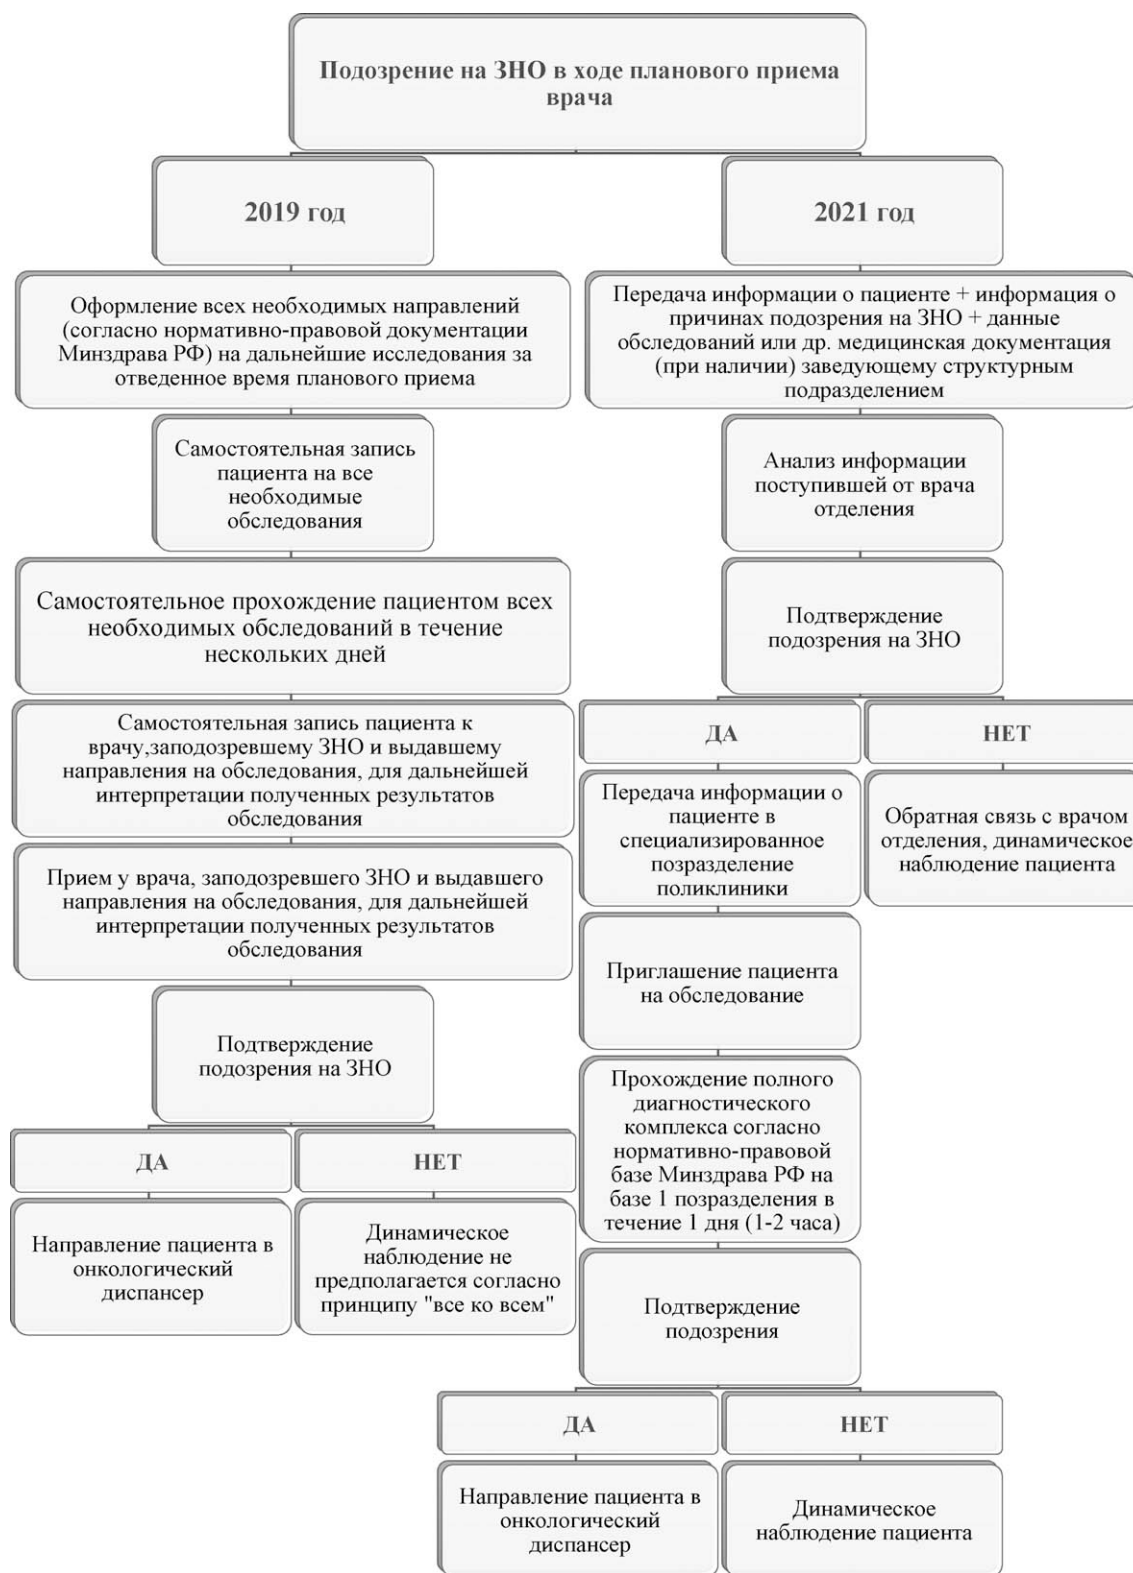 Подозрение на ЗНО в ходе планового приема
врача
2019 год
Оформление всех необходимых направлений
(согласно нормативно-правовой документации
Минздрава РФ) на дальнейшие исследования за
отведенное время планового приема
Самостоятельная запись
пациента на все
необходимые
обследования
Самостоятельное прохождение пациентом всех
необходимых обследований в течение
нескольких дней
Самостоятельная запись пациента к
врачу,заподозревшему ЗНО и выдавшему
направления на обследования, для дальнейшей
интерпретации полученных результатов
обследования
Прием у врача, заподозревшего ЗНО и выдавшего
направления на обследования, для дальнейшей
интерпретации полученных результатов
обследования
Подтверждение
подозрения на ЗНО
ДА
Направление пациента в
онкологический
диспансер
НЕТ
Динамическое
наблюдение не
предполагается согласно
принципу "все ко всем"
2021 год
Передача информации о пациенте + информация о
причинах подозрения на ЗНО + данные
обследований или др. медицинская документация
(при наличии) заведующему структурным
подразделением
Анализ информации
поступившей от врача
отделения
Подтверждение
подозрения на ЗНО
ДА
Передача информации о
пациенте в
специализированное
позразделение
поликлиники
Приглашение пациента
на обследование
Прохождение полного
диагностического
комплекса согласно
нормативно-правовой
базе Минздрава РФ на
базе 1 позразделения в
течение 1 дня (1-2 часа)
Подтверждение
подозрения
ДА
Направление пациента в
онкологический
диспансер
НЕТ
Динамическое
наблюдение пациента
НЕТ
Обратная связь с врачом
отделения, динамическое
наблюдение пациента